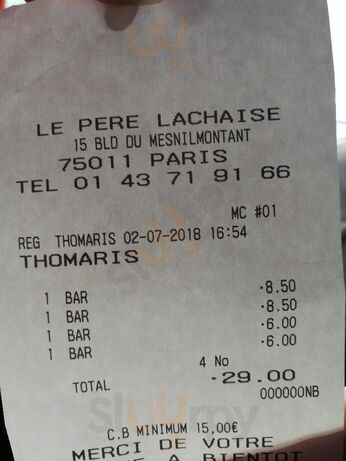 LE PERE LACHAISE
15 BLD DU MESNILMONTANT
75011 PARIS
TEL 01 43 71 91 66
MC #01
REG THOMARIS 02-07-2018 16:54
THOMARIS
1 BAR ·8.50
1 BAR ·8.50
1 BAR ·6.00
1 BAR ·6.00
4 No
TOTAL ·29.00
000000NB
C.B MINIMUM 15,00€
MERCI DE VOTRE
A BIENTOT
Sluurpy